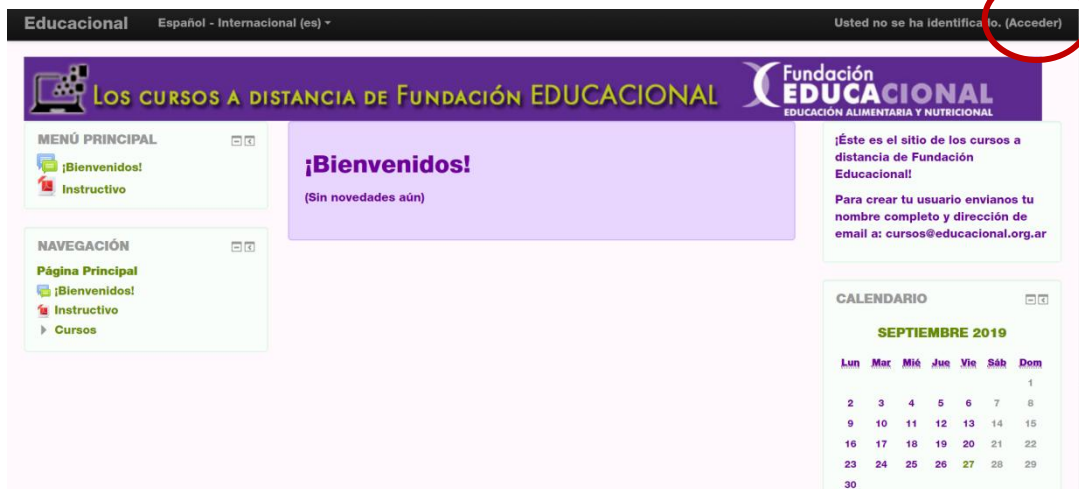 Educacional Español - Internacional (es)
Usted no se ha identificado. (Acceder)
LOS CURSOS A DISTANCIA DE FUNDACIÓN EDUCACIONAL
Fundación
EDUCACIONAL
EDUCACIÓN ALIMENTARIA Y NUTRICIONAL
MENÚ PRINCIPAL
¡Bienvenidos!
Instructivo
NAVEGACIÓN
Página Principal
¡Bienvenidos!
Instructivo
Cursos
¡Bienvenidos!
(Sin novedades aún)
¡Éste es el sitio de los cursos a
distancia de Fundación
Educacional!
Para crear tu usuario envianos tu
nombre completo y dirección de
email a: cursos@educacional.org.ar
CALENDARIO
SEPTIEMBRE 2019
Lun Mar Mié Jue Vie Sáb Dom
1
2 3 4 5 6 7 8
9 10 11 12 13 14 15
16 17 18 19 20 21 22
23 24 25 26 27 28 29
30